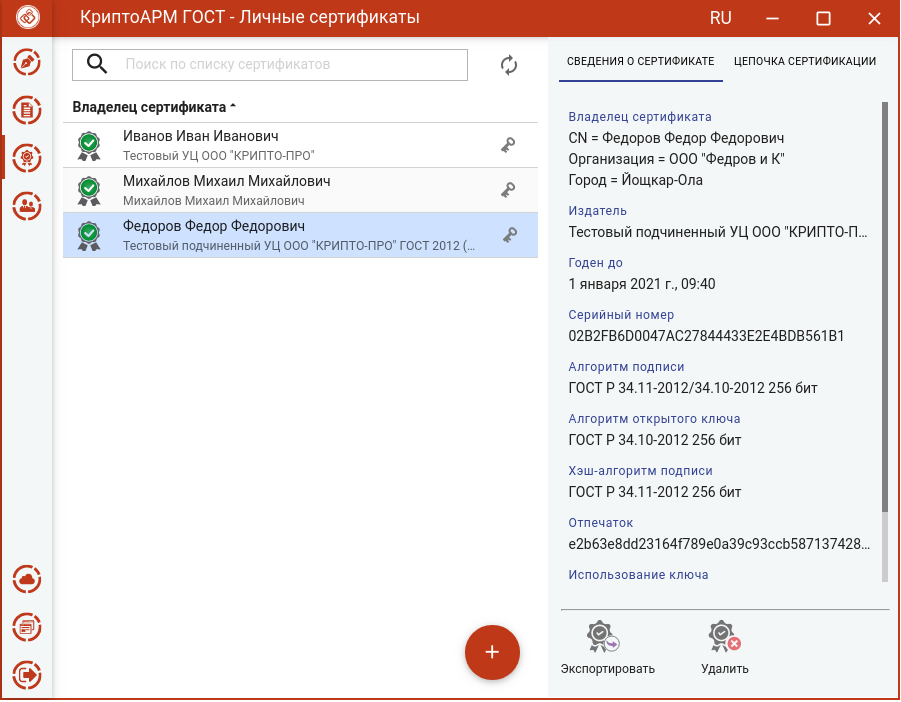 КриптоАРМ ГОСТ - Личные сертификаты
RU
Поиск по списку сертификатов
Владелец сертификата
Иванов Иван Иванович
Тестовый УЦ ООО "КРИПТО-ПРО"
Михайлов Михаил Михайлович
Михайлов Михаил Михайлович
Федоров Федор Федорович
Тестовый подчиненный УЦ ООО "КРИПТО-ПРО" ГОСТ 2012 (...
СВЕДЕНИЯ О СЕРТИФИКАТЕ
ЦЕПОЧКА СЕРТИФИКАЦИИ
Владелец сертификата
CN = Федоров Федор Федорович
Организация = ООО "Федров и К"
Город = Йощкар-Ола
Издатель
Тестовый подчиненный УЦ ООО "КРИПТО-П...
Годен до
1 января 2021 г., 09:40
Серийный номер
02B2FB6D0047AC27844433E2E4BDB561B1
Алгоритм подписи
ГОСТ Р 34.11-2012/34.10-2012 256 бит
Алгоритм открытого ключа
ГОСТ Р 34.10-2012 256 бит
Хэш-алгоритм подписи
ГОСТ Р 34.11-2012 256 бит
Отпечаток
e2b63e8dd23164f789e0a39c93ccb587137428...
Использование ключа
Экспортировать
Удалить